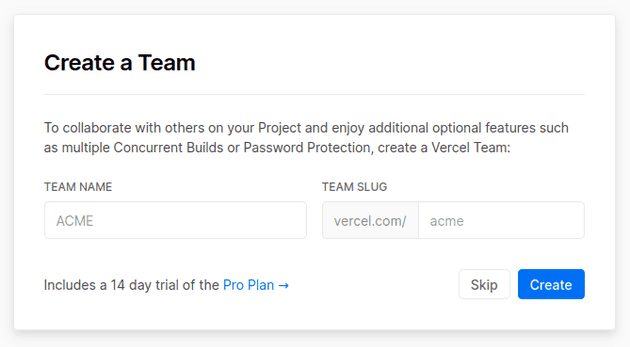 Create a Team
To collaborate with others on your Project and enjoy additional optional features such
as multiple Concurrent Builds or Password Protection, create a Vercel Team:
TEAM NAME
TEAM SLUG
ACME
vercel.com/ acme
Includes a 14 day trial of the Pro Plan →
Skip
Create